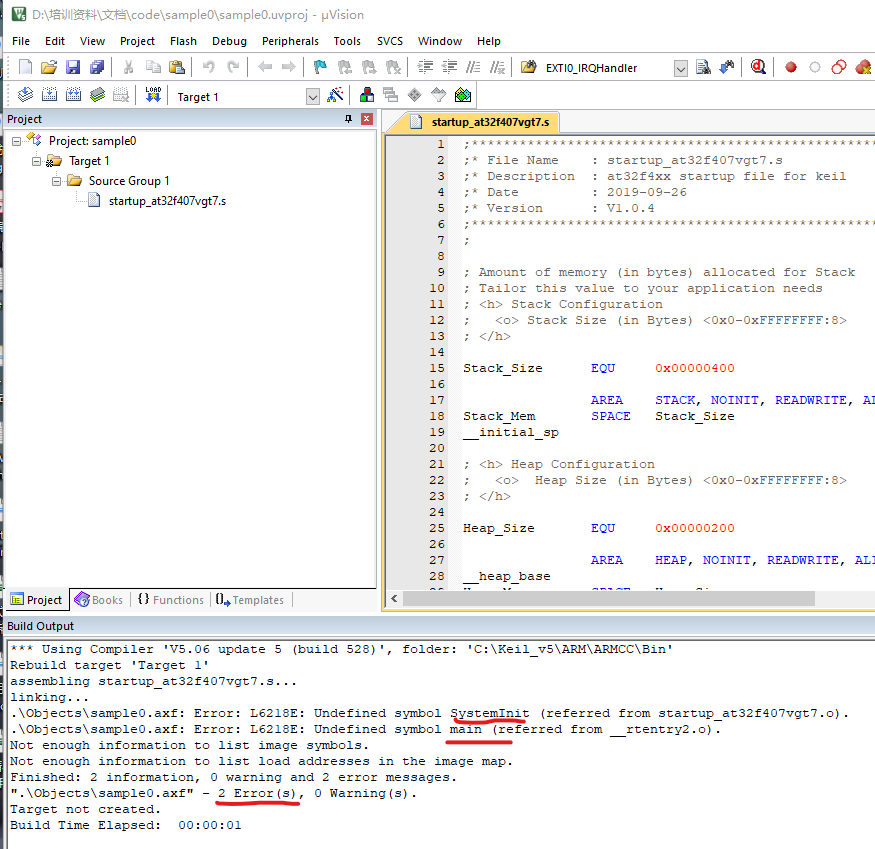 D:\培训资料\文档\code\sample0\sample0.uvproj - µVision
File Edit View Project Flash Debug Peripherals Tools SVCS Window Help
EXTI0_IRQHandler
LOAD Target 1
Project
startup_at32f407vgt7.s
Project: sample0
Target 1
Source Group 1
startup_at32f407vgt7.s
1 ;***************************************************
2 ;* File Name : startup_at32f407vgt7.s
3 ;* Description : at32f4xx startup file for keil
4 ;* Date : 2019-09-26
5 ;* Version : V1.0.4
6 ;***************************************************
7 ;
8
9 ; Amount of memory (in bytes) allocated for Stack
10 ; Tailor this value to your application needs
11 ; <h> Stack Configuration
12 ; <o> Stack Size (in Bytes) <0x0-0xFFFFFFFF:8>
13 ; </h>
14
15 Stack_Size EQU 0x00000400
16
17 AREA STACK, NOINIT, READWRITE, AL
18 Stack_Mem SPACE Stack_Size
19 __initial_sp
20
21 ; <h> Heap Configuration
22 ; <o> Heap Size (in Bytes) <0x0-0xFFFFFFFF:8>
23 ; </h>
24
25 Heap_Size EQU 0x00000200
26
27 AREA HEAP, NOINIT, READWRITE, ALI
28 __heap_base
Project Books {} Functions Templates
Build Output
*** Using Compiler 'V5.06 update 5 (build 528)', folder: 'C:\Keil_v5\ARM\ARMCC\Bin'
Rebuild target 'Target 1'
assembling startup_at32f407vgt7.s...
linking...
.\Objects\sample0.axf: Error: L6218E: Undefined symbol SystemInit (referred from startup_at32f407vgt7.o).
.\Objects\sample0.axf: Error: L6218E: Undefined symbol main (referred from __rtentry2.o).
Not enough information to list image symbols.
Not enough information to list load addresses in the image map.
Finished: 2 information, 0 warning and 2 error messages.
".\Objects\sample0.axf" - 2 Error(s), 0 Warning(s).
Target not created.
Build Time Elapsed: 00:00:01